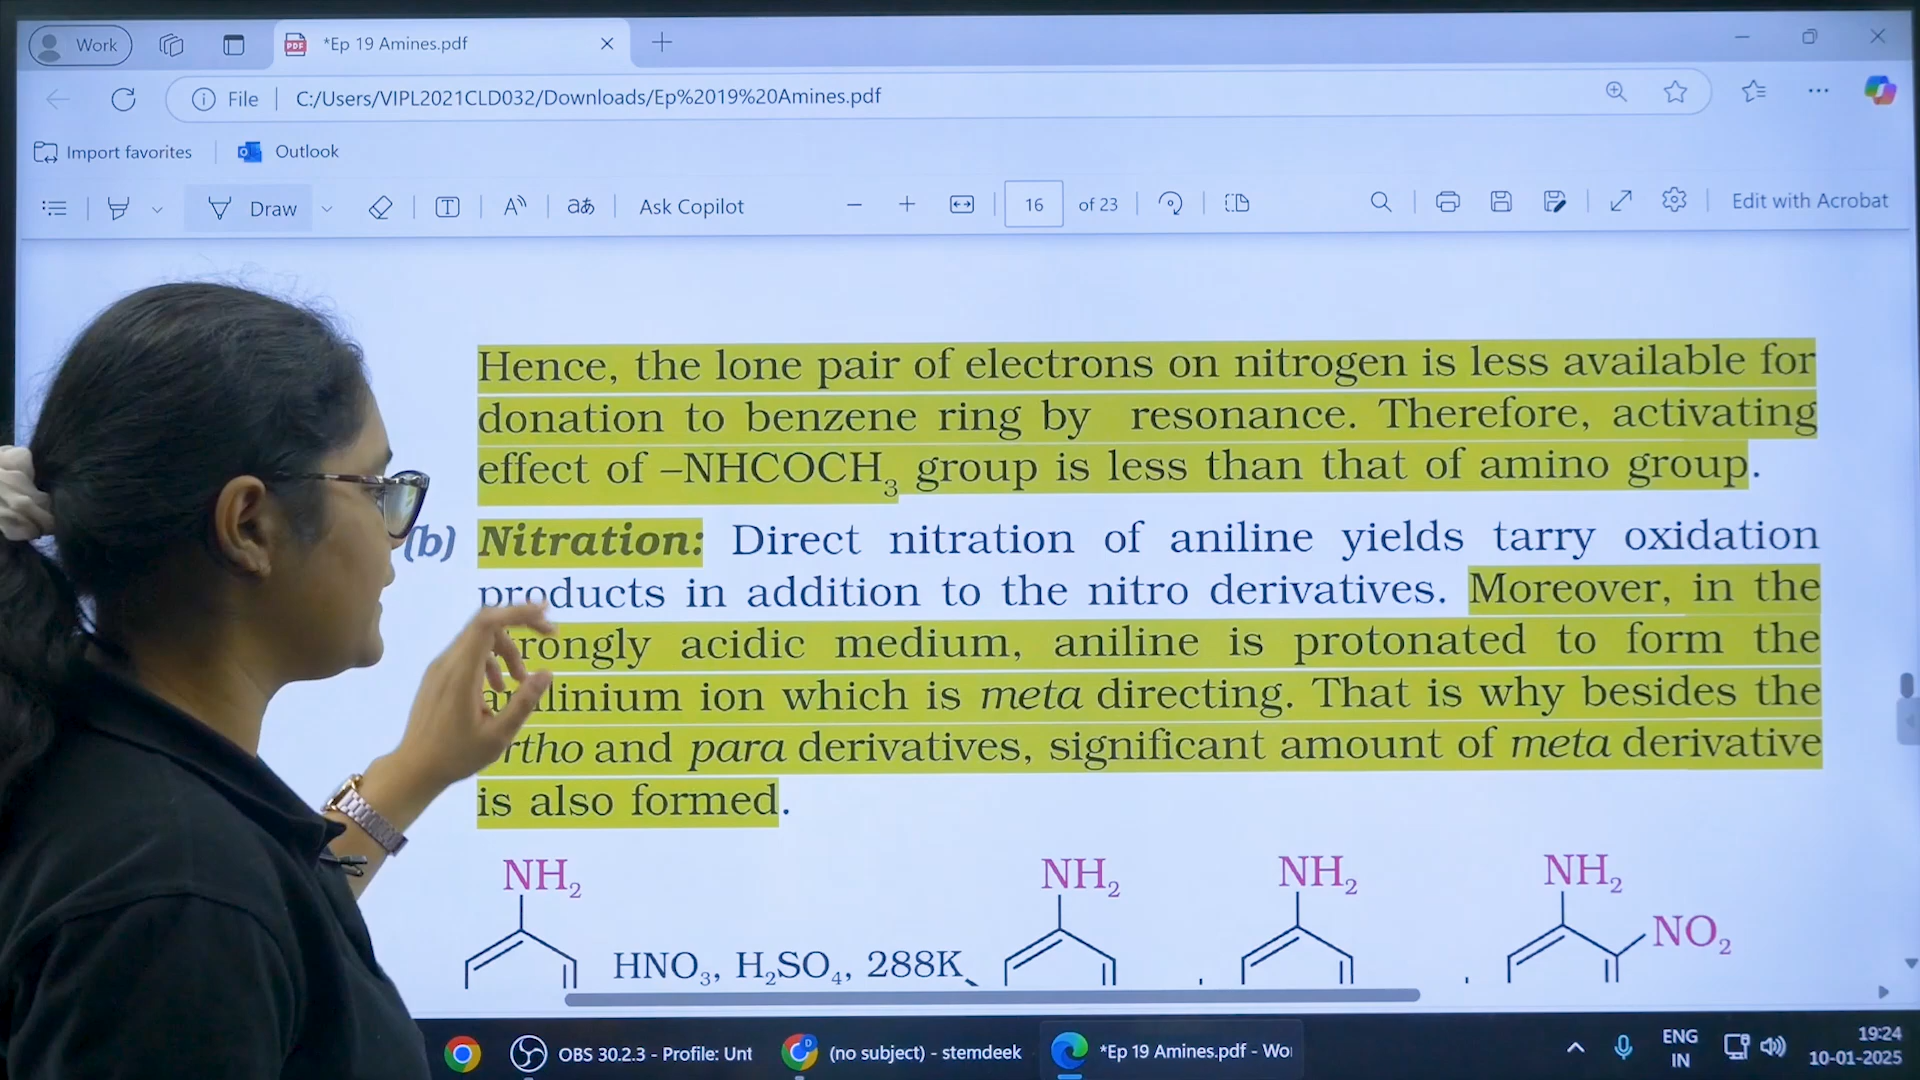 Work
*Ep 19 Amines.pdf
File
C:/Users/VIPL2021CLD032/Downloads/Ep%2019%20Amines.pdf
Import favorites
Outlook
Draw
Ask Copilot
16
of 23
Edit with Acrobat
Hence, the lone pair of electrons on nitrogen is less available for
donation to benzene ring by resonance. Therefore, activating
effect of –NHCOCH₃ group is less than that of amino group.
(b) Nitration: Direct nitration of aniline yields tarry oxidation
products in addition to the nitro derivatives. Moreover, in the
acidic medium, aniline is protonated to form the
ion which is meta directing. That is why besides the
and para derivatives, significant amount of meta derivative
is also formed.
NH₂ NH₂ NH₂ NH₂
NO₂
HNO₃, H₂SO₄, 288K
OBS 30.2.3 - Profile: Unt
(no subject) - stemdeek
*Ep 19 Amines.pdf - Wo
ENG
IN
19:24
10-01-2025